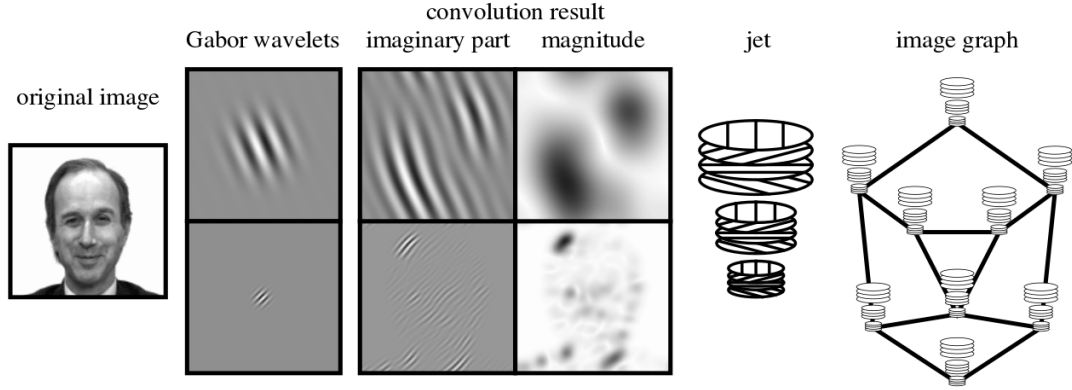 convolution result
Gabor wavelets
imaginary part
magnitude
jet
image graph
original image